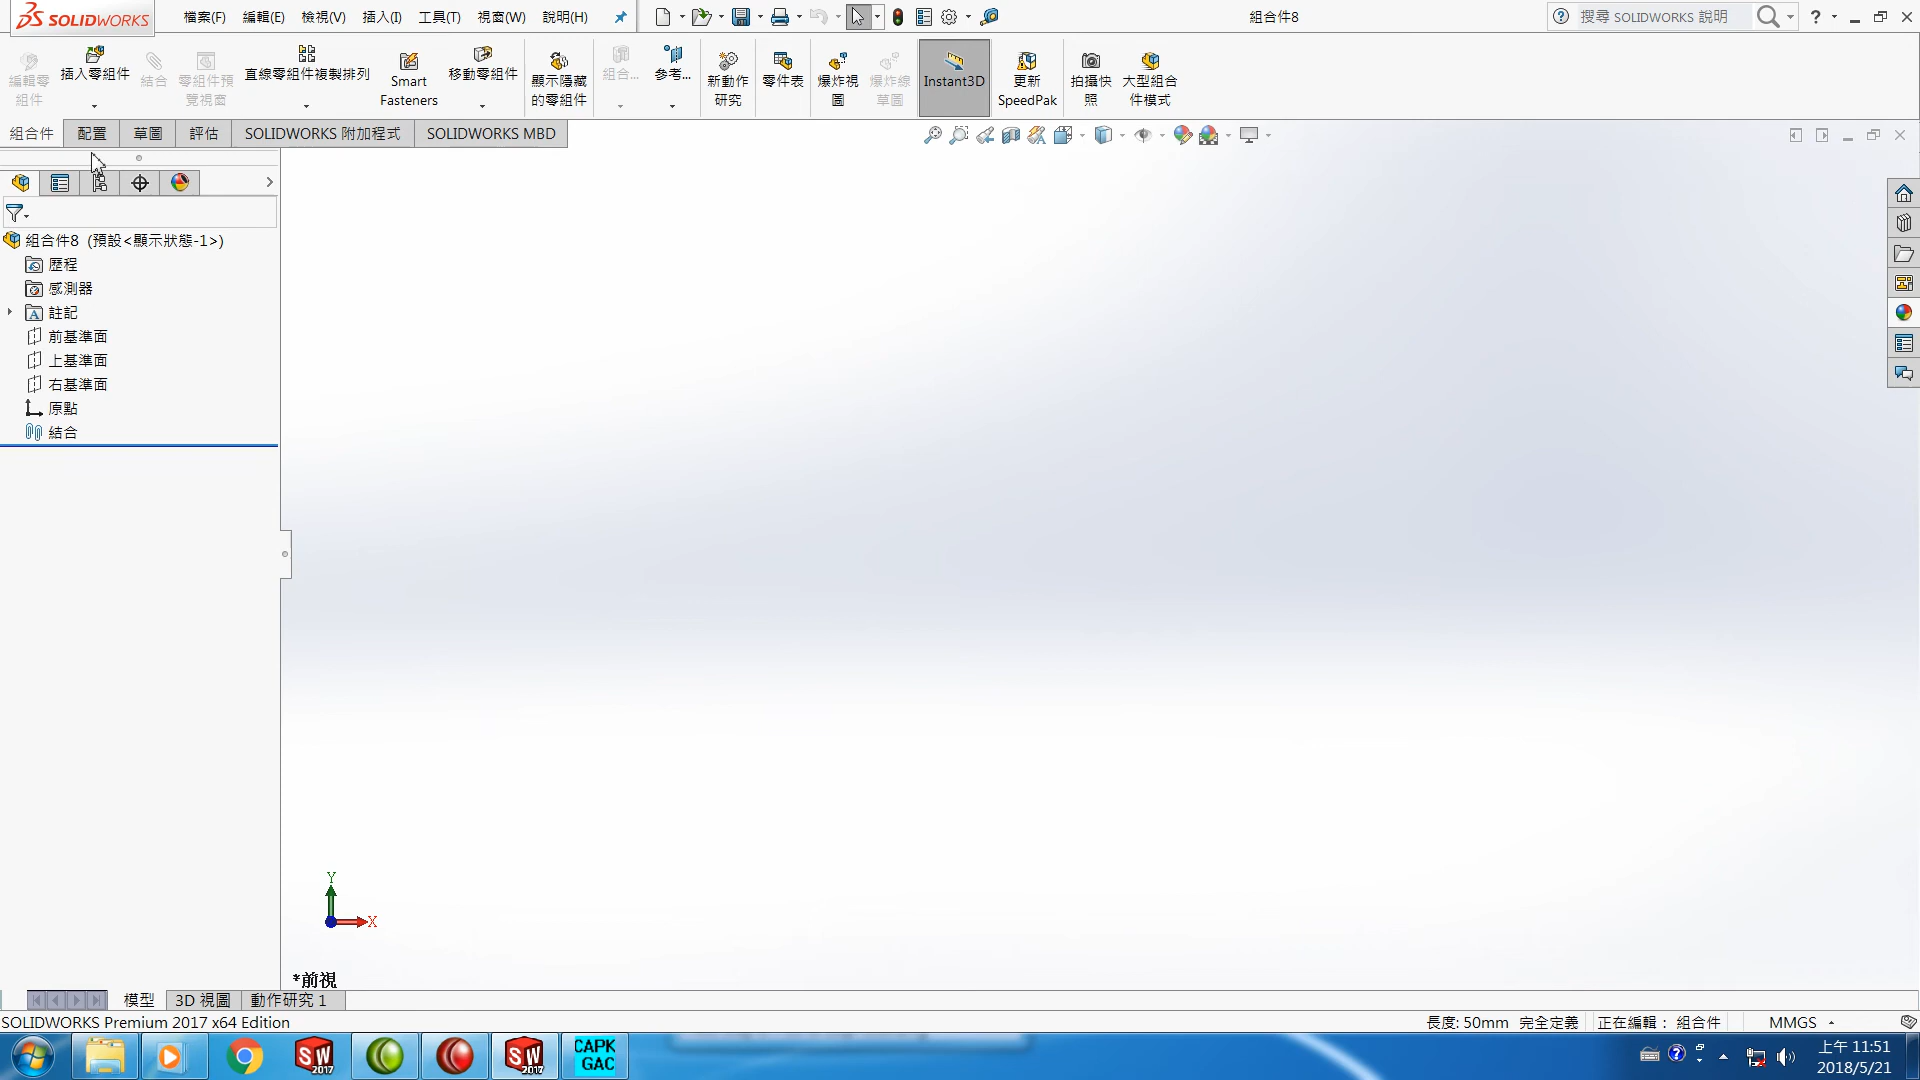 SOLIDWORKS
檔案(F) 編輯(E) 檢視(V) 插入(I) 工具(T) 視窗(W) 說明(H)
組合件8
搜尋 SOLIDWORKS 說明
編輯零組件
插入零組件
結合
零組件預覽視窗
直線零組件複製排列
Smart Fasteners
移動零組件
顯示隱藏的零組件
組合...
參考...
新動作研究
零件表
爆炸視圖
爆炸線草圖
Instant3D
更新 SpeedPak
拍攝快照
大型組合件模式
組合件 配置 草圖 評估 SOLIDWORKS 附加程式 SOLIDWORKS MBD
組合件8 (預設<顯示狀態-1>)
歷程
感測器
註記
前基準面
上基準面
右基準面
原點
結合
Y
X
*前視
模型 3D 視圖 動作研究 1
SOLIDWORKS Premium 2017 x64 Edition
長度: 50mm 完全定義 正在編輯： 組合件 MMGS
SW 2017
SW 2017
CAPK GAC
上午 11:51
2018/5/21